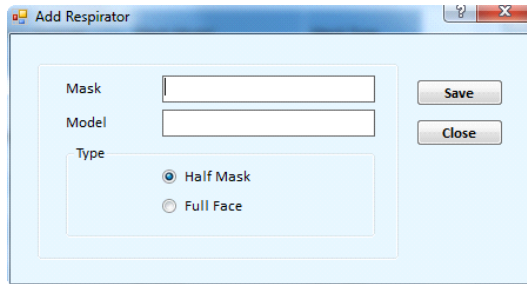 Add Respirator
?
X
Mask
Save
Model
Close
Type
Half Mask
Full Face